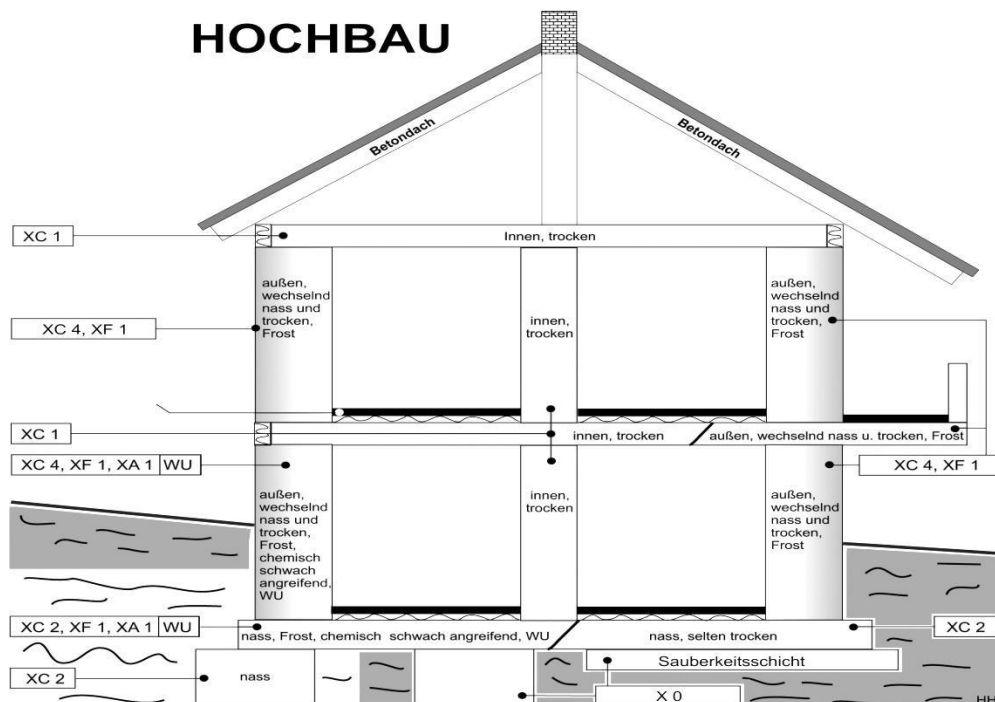 HOCHBAU
Betondach
Betondach
XC 1
Innen, trocken
außen,
wechselnd
nass und
trocken,
Frost
außen,
wechselnd
nass und
trocken,
Frost
XC 4, XF 1
innen,
trocken
XC 1
innen, trocken
außen, wechselnd nass u. trocken, Frost
XC 4, XF 1, XA 1 WU
XC 4, XF 1
außen,
wechselnd
nass und
trocken,
Frost,
chemisch
schwach
angreifend,
WU
innen,
trocken
außen,
wechselnd
nass und
trocken,
Frost
XC 2, XF 1, XA 1 WU
nass, Frost, chemisch schwach angreifend, WU
nass, selten trocken
XC 2
Sauberkeitsschicht
XC 2
nass
X 0
HH